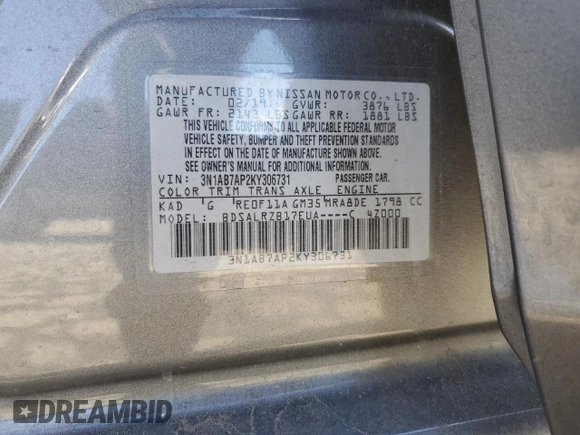 MANUFACTURED BY NISSAN MOTOR CO., LTD.
DATE: 02/19 GVWR: 3876 LBS
GAWR FR: 2143 LBS GAWR RR: 1881 LBS
THIS VEHICLE CONFORMS TO ALL APPLICABLE FEDERAL MOTOR
VEHICLE SAFETY, BUMPER AND THEFT PREVENTION STANDARDS
IN EFFECT ON THE DATE OF MANUFACTURE SHOWN ABOVE.
SEE OWNER'S MANUAL FOR ADDITIONAL INFORMATION.
VIN: 3N1AB7AP2KY306731 PASSENGER CAR.
COLOR TRIM TRANS AXLE ENGINE
KAD G RE0F11A GM35 MRA8DE 1798 CC
MODEL: BDSALRZB17EUA----C 4Z000
3N1AB7AP2KY306731
DREAMBID